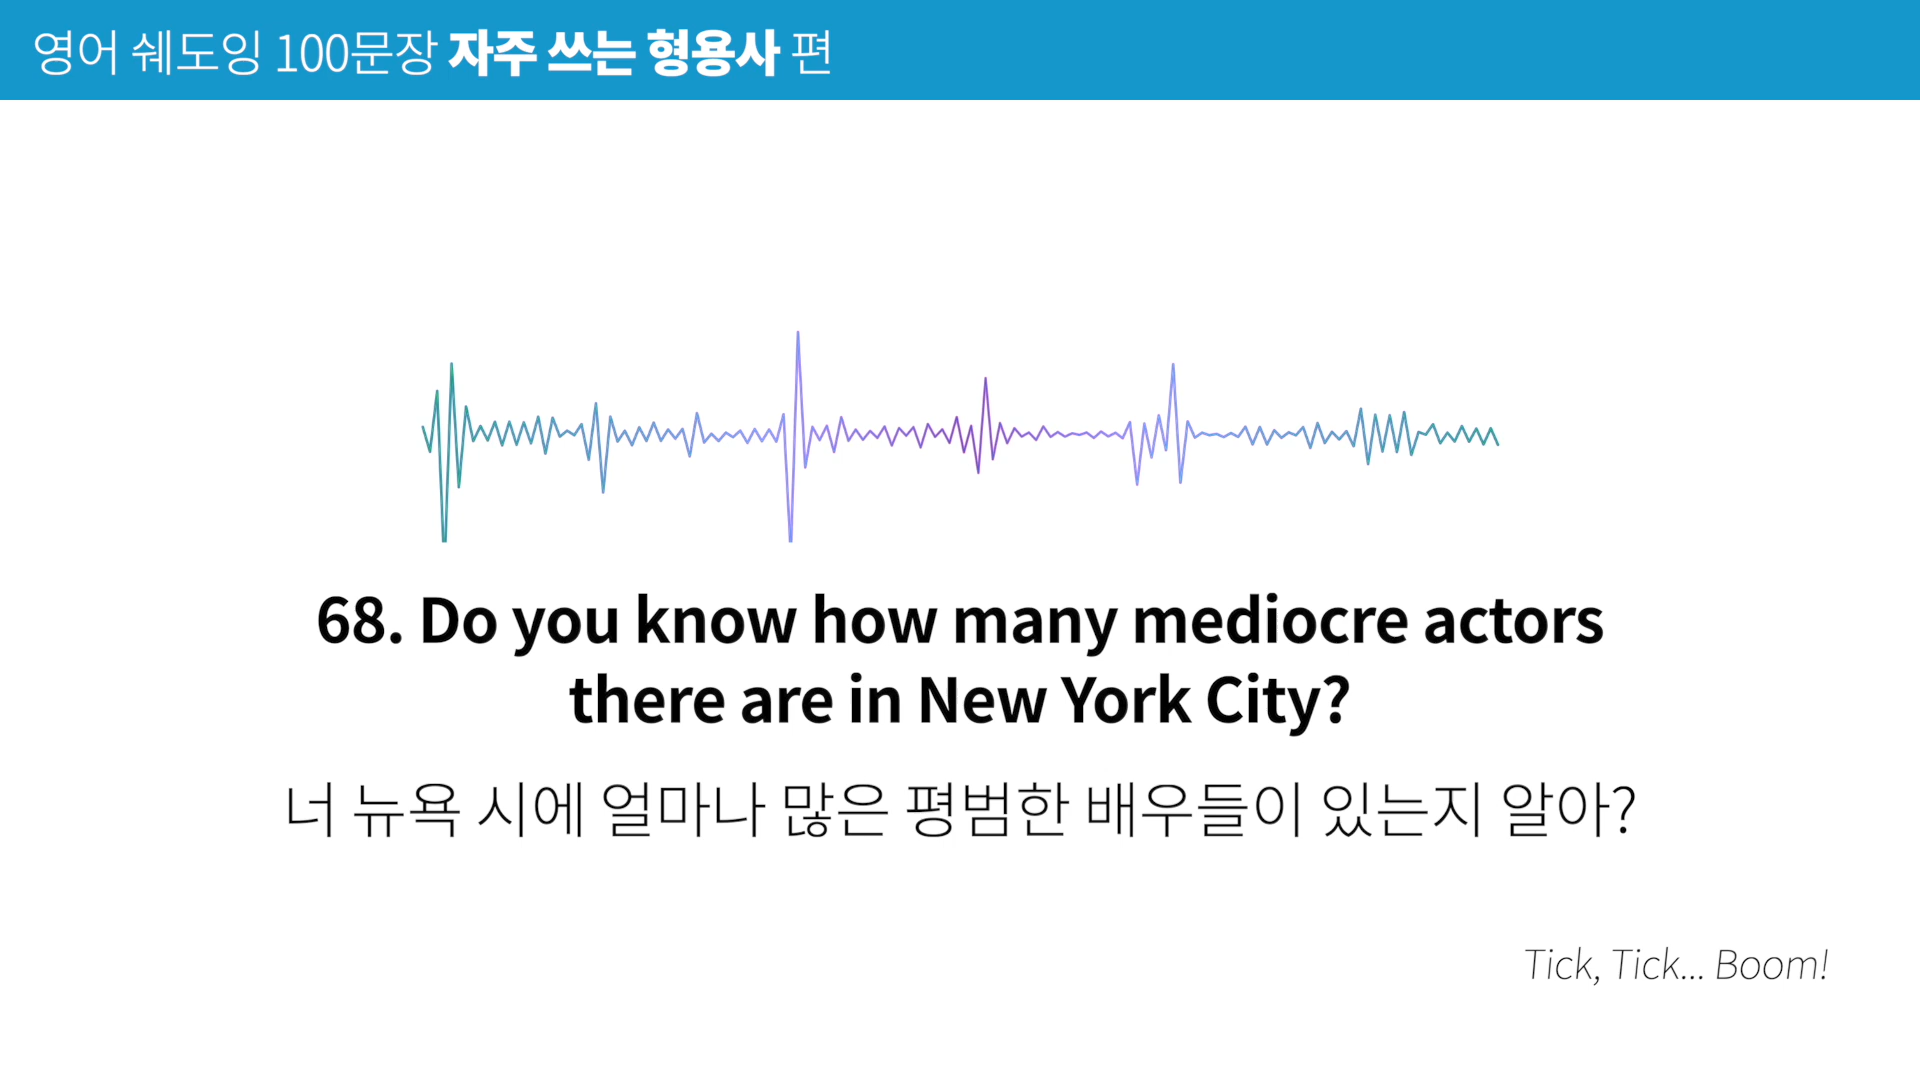 영어 쉐도잉 100문장 자주 쓰는 형용사 편
68. Do you know how many mediocre actors
there are in New York City?
너 뉴욕 시에 얼마나 많은 평범한 배우들이 있는지 알아?
Tick, Tick... Boom!